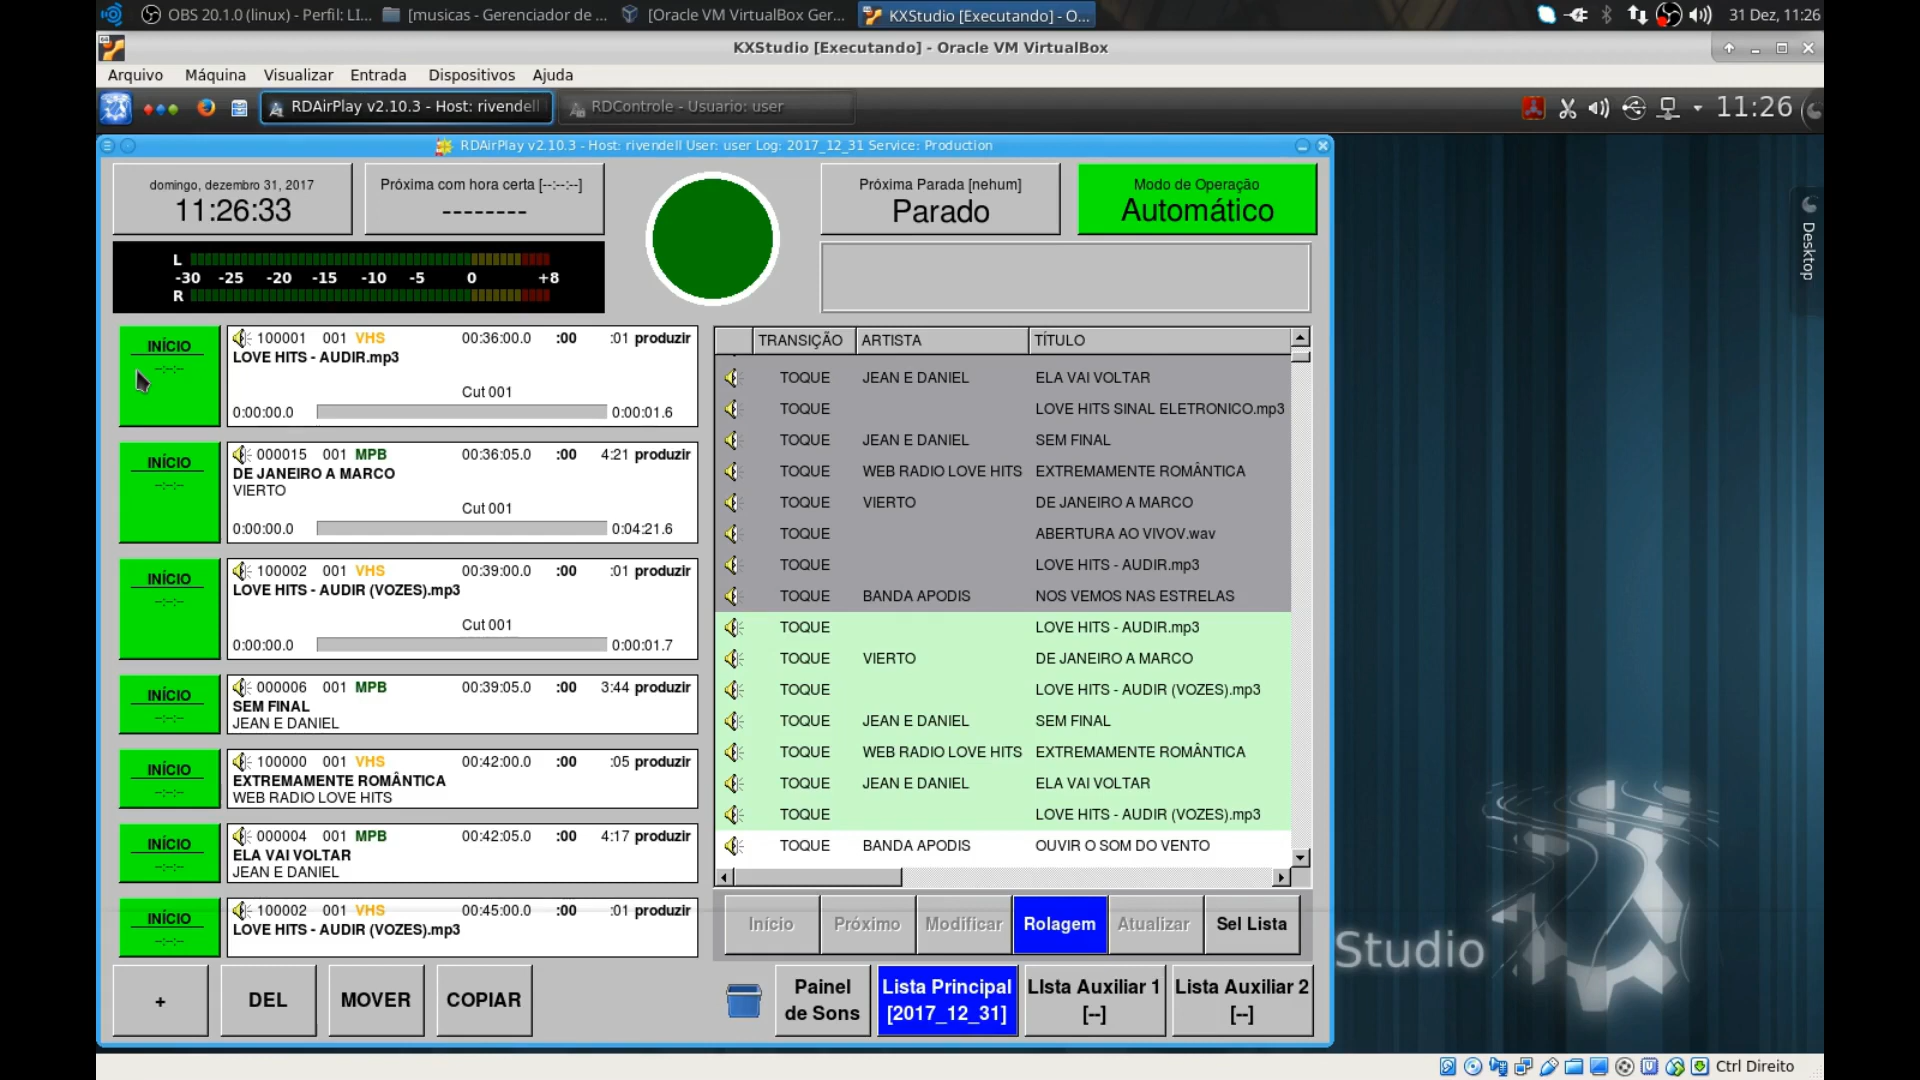 OBS 20.1.0 (linux) - Perfil: LI... [musicas - Gerenciador de ... [Oracle VM VirtualBox Ger... KXStudio [Executando] - O... 31 Dez, 11:26
KXStudio [Executando] - Oracle VM VirtualBox
Arquivo Máquina Visualizar Entrada Dispositivos Ajuda
RDAirPlay v2.10.3 - Host: rivendell RDControle - Usuario: user 11:26
RDAirPlay v2.10.3 - Host: rivendell User: user Log: 2017_12_31 Service: Production
domingo, dezembro 31, 2017
11:26:33
Próxima com hora certa [--:--:--]
--------
Próxima Parada [nehum]
Parado
Modo de Operação
Automático
L
-30 -25 -20 -15 -10 -5 0 +8
R
Desktop
INÍCIO
--:--:--
100001 001 VHS 00:36:00.0 :00 :01 produzir
LOVE HITS - AUDIR.mp3
Cut 001
0:00:00.0 0:00:01.6
INÍCIO
--:--:--
000015 001 MPB 00:36:05.0 :00 4:21 produzir
DE JANEIRO A MARCO
VIERTO
Cut 001
0:00:00.0 0:04:21.6
INÍCIO
--:--:--
100002 001 VHS 00:39:00.0 :00 :01 produzir
LOVE HITS - AUDIR (VOZES).mp3
Cut 001
0:00:00.0 0:00:01.7
INÍCIO
--:--:--
000006 001 MPB 00:39:05.0 :00 3:44 produzir
SEM FINAL
JEAN E DANIEL
INÍCIO
--:--:--
100000 001 VHS 00:42:00.0 :00 :05 produzir
EXTREMAMENTE ROMÂNTICA
WEB RADIO LOVE HITS
INÍCIO
--:--:--
000004 001 MPB 00:42:05.0 :00 4:17 produzir
ELA VAI VOLTAR
JEAN E DANIEL
INÍCIO
--:--:--
100002 001 VHS 00:45:00.0 :00 :01 produzir
LOVE HITS - AUDIR (VOZES).mp3
TRANSIÇÃO ARTISTA TÍTULO
TOQUE JEAN E DANIEL ELA VAI VOLTAR
TOQUE LOVE HITS SINAL ELETRONICO.mp3
TOQUE JEAN E DANIEL SEM FINAL
TOQUE WEB RADIO LOVE HITS EXTREMAMENTE ROMÂNTICA
TOQUE VIERTO DE JANEIRO A MARCO
TOQUE ABERTURA AO VIVOV.wav
TOQUE LOVE HITS - AUDIR.mp3
TOQUE BANDA APODIS NOS VEMOS NAS ESTRELAS
TOQUE LOVE HITS - AUDIR.mp3
TOQUE VIERTO DE JANEIRO A MARCO
TOQUE LOVE HITS - AUDIR (VOZES).mp3
TOQUE JEAN E DANIEL SEM FINAL
TOQUE WEB RADIO LOVE HITS EXTREMAMENTE ROMÂNTICA
TOQUE JEAN E DANIEL ELA VAI VOLTAR
TOQUE LOVE HITS - AUDIR (VOZES).mp3
TOQUE BANDA APODIS OUVIR O SOM DO VENTO
Início Próximo Modificar Rolagem Atualizar Sel Lista
+ DEL MOVER COPIAR
Painel de Sons
Lista Principal [2017_12_31]
LIsta Auxiliar 1 [--]
Lista Auxiliar 2 [--]
Studio
Ctrl Direito